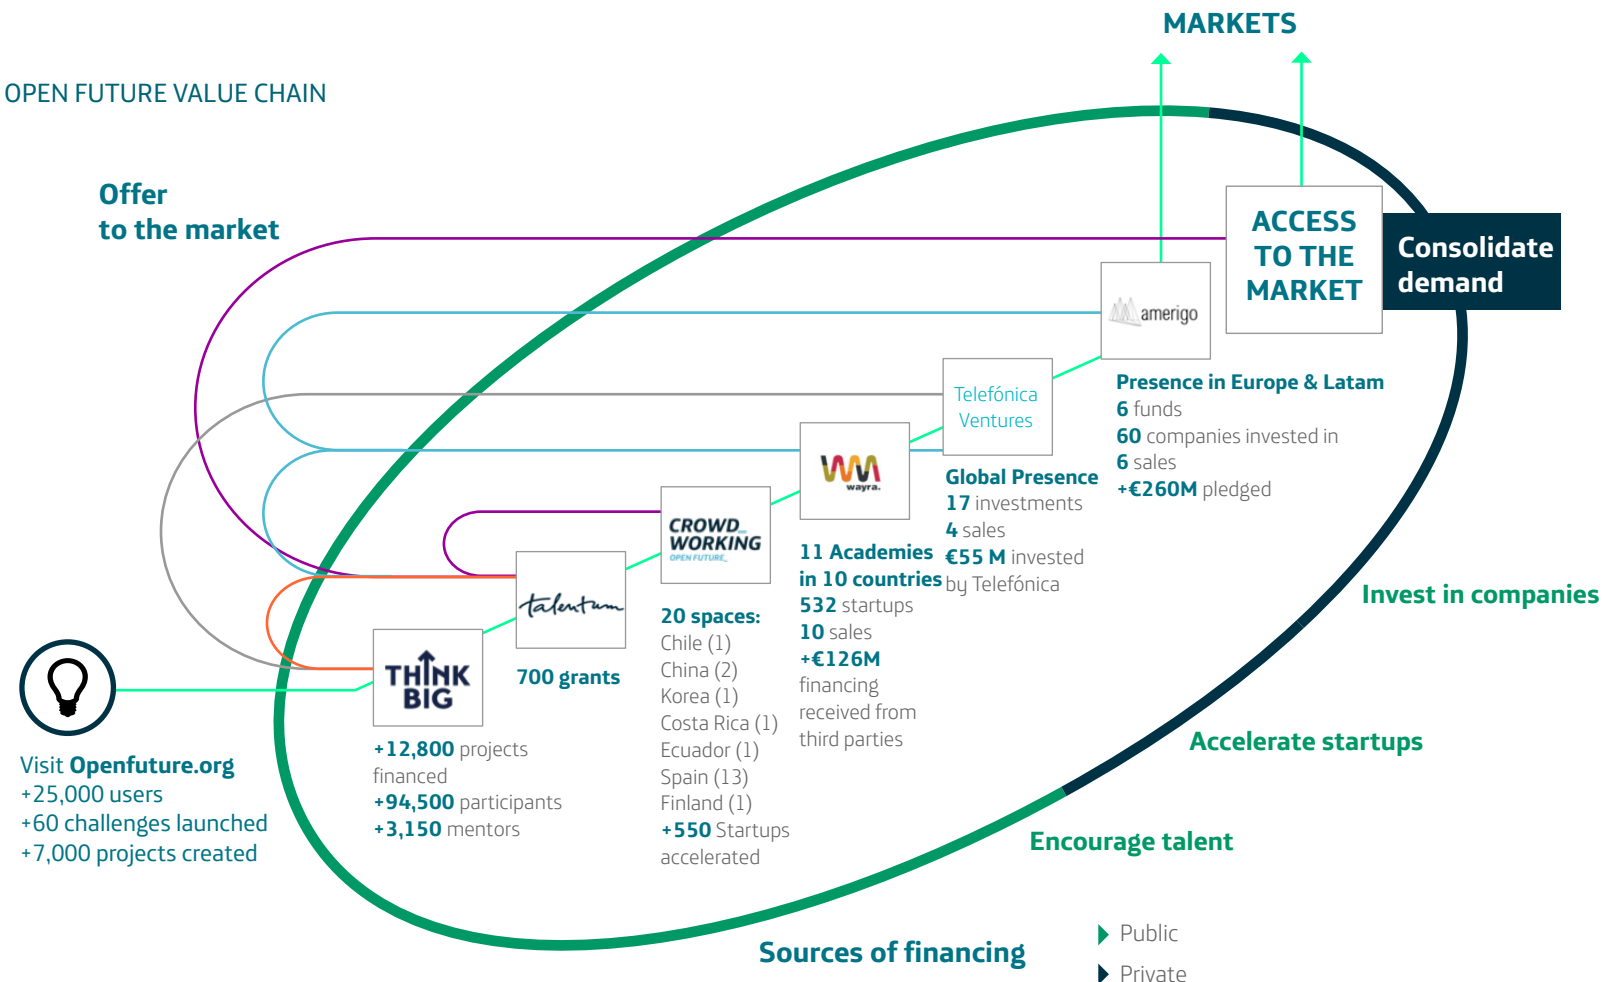 MARKETS
OPEN FUTURE VALUE CHAIN
Offer
to the market
ACCESS
TO THE
MARKET
Consolidate
demand
amerigo
Presence in Europe & Latam
6 funds
60 companies invested in
6 sales
+€260M pledged
Telefónica
Ventures
Global Presence
17 investments
4 sales
€55 M invested
by Telefónica
wayra.
11 Academies
in 10 countries
532 startups
10 sales
+€126M
financing
received from
third parties
CROWD_
WORKING
OPEN FUTURE_
20 spaces:
Chile (1)
China (2)
Korea (1)
Costa Rica (1)
Ecuador (1)
Spain (13)
Finland (1)
+550 Startups
accelerated
talentum
700 grants
THINK
BIG
+12,800 projects
financed
+94,500 participants
+3,150 mentors
Visit Openfuture.org
+25,000 users
+60 challenges launched
+7,000 projects created
Invest in companies
Accelerate startups
Encourage talent
Sources of financing
Public
Private